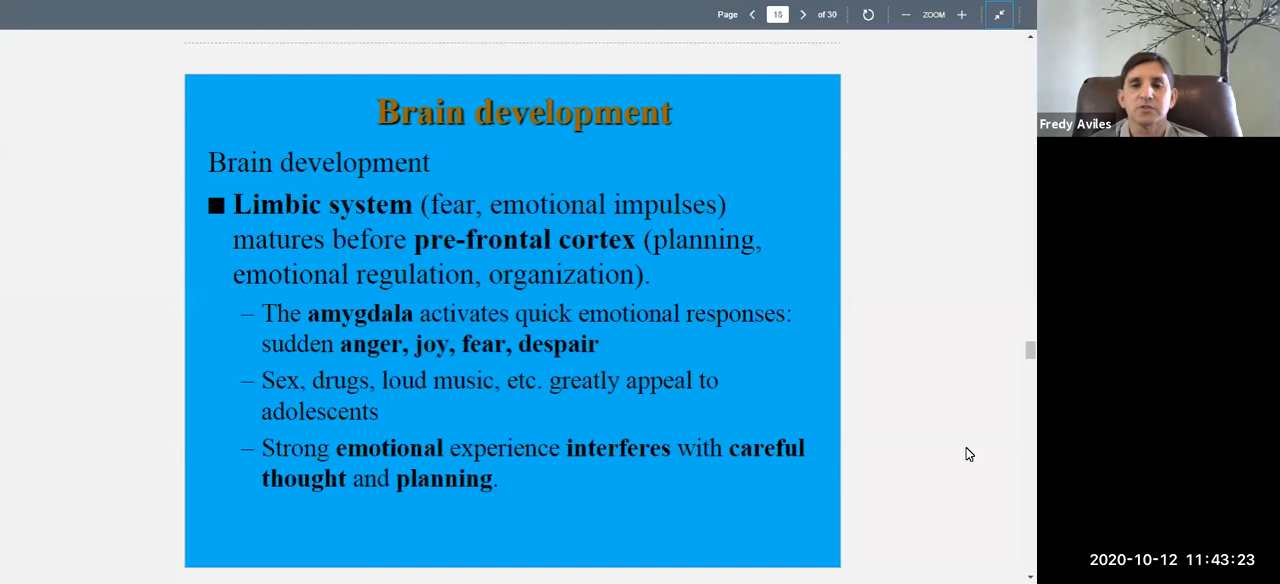 Page 18 of 30 ZOOM
Brain development
Brain development
■ Limbic system (fear, emotional impulses)
matures before pre-frontal cortex (planning,
emotional regulation, organization).
– The amygdala activates quick emotional responses:
sudden anger, joy, fear, despair
– Sex, drugs, loud music, etc. greatly appeal to
adolescents
– Strong emotional experience interferes with careful
thought and planning.
Fredy Aviles
2020-10-12 11:43:23